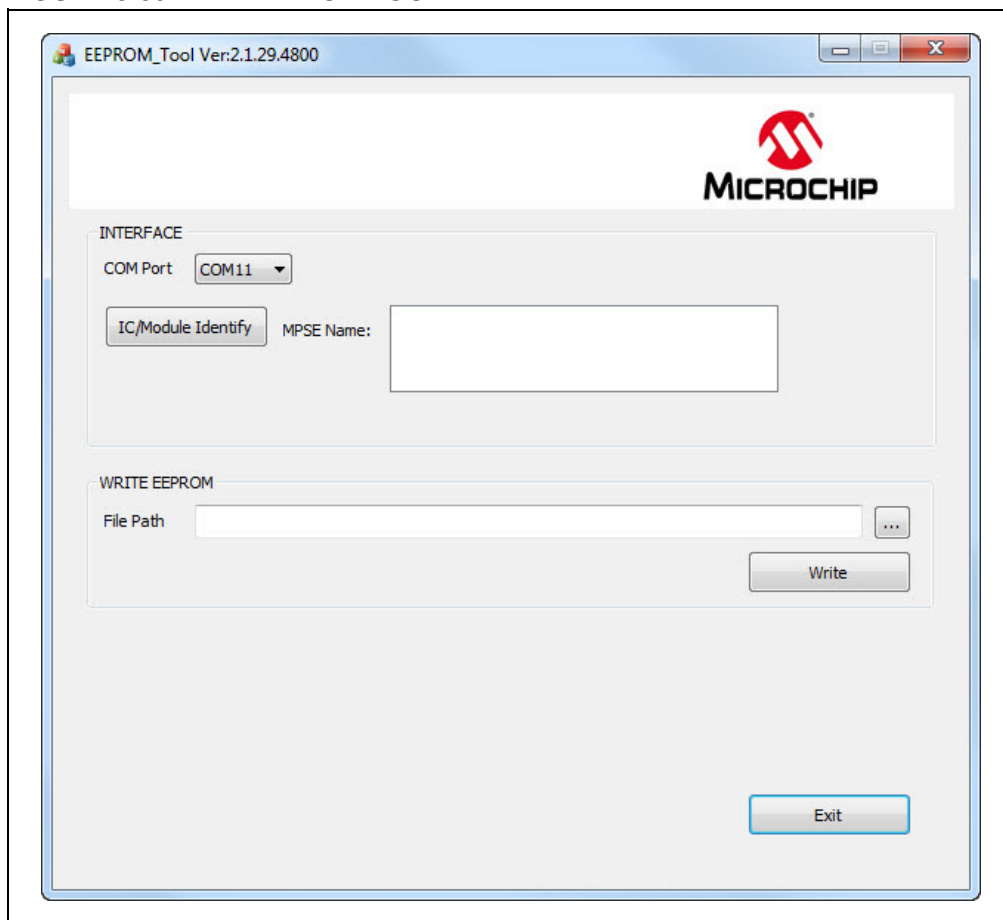 EEPROM_Tool Ver:2.1.29.4800
MICROCHIP
INTERFACE
COM Port COM11
IC/Module Identify MPSE Name:
WRITE EEPROM
File Path ...
Write
Exit